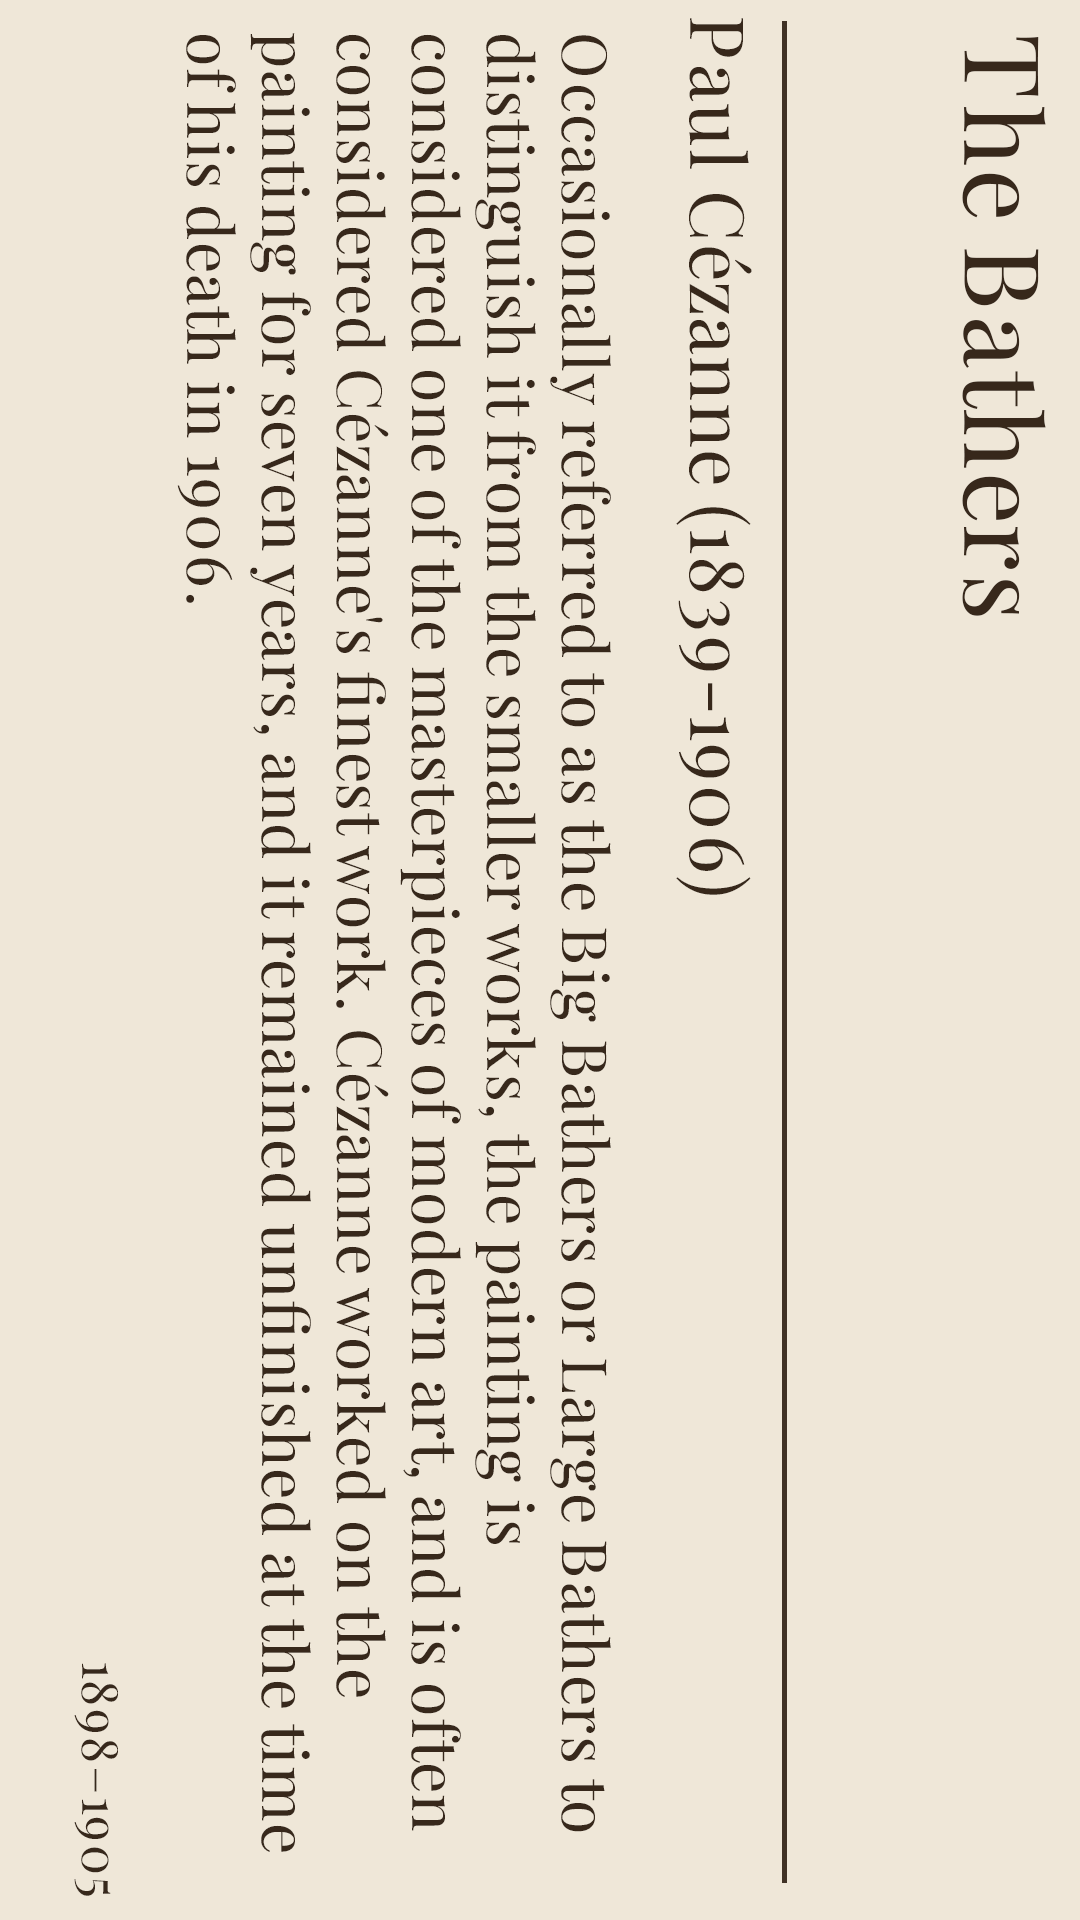 The Bathers
Paul Cézanne (1839-1906)
Occasionally referred to as the Big Bathers or Large Bathers to
distinguish it from the smaller works, the painting is
considered one of the masterpieces of modern art, and is often
considered Cézanne's finest work. Cézanne worked on the
painting for seven years, and it remained unfinished at the time
of his death in 1906.
1898–1905